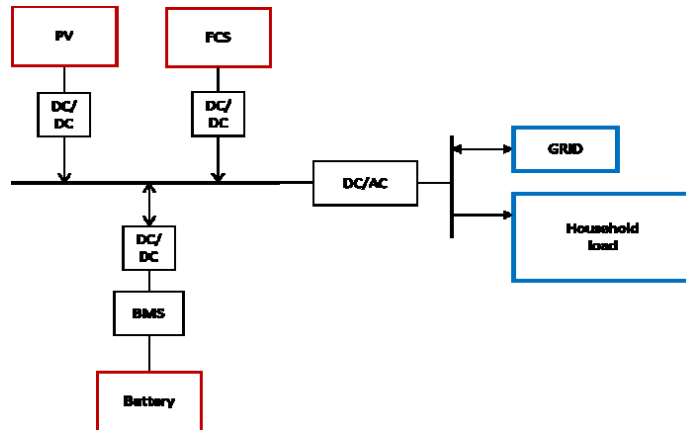 PV
FCS
DC/
DC
DC/
DC
DC/AC
GRID
Household
load
DC/
DC
BMS
Battery